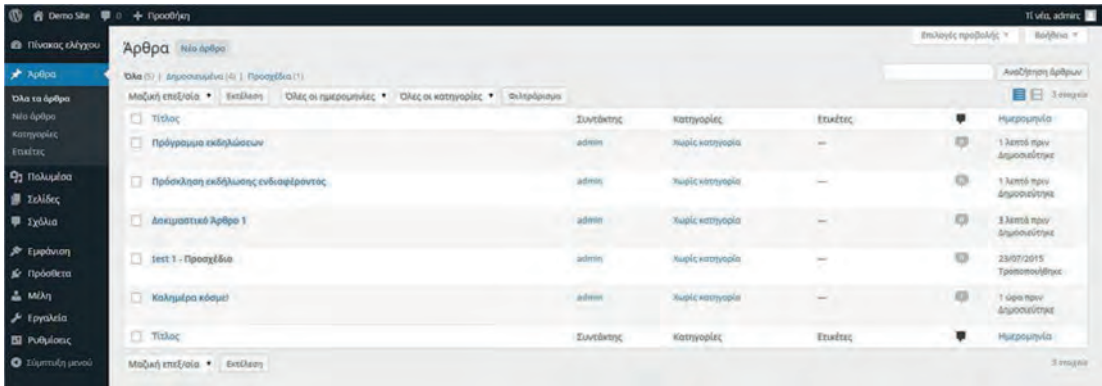 Demo Site 0 + Προσθήκη Τί νέα, admin;
Πίνακας ελέγχου
Άρθρα
Όλα τα άρθρα
Νέο άρθρο
Κατηγορίες
Ετικέτες
Πολυμέσα
Σελίδες
Σχόλια
Εμφάνιση
Πρόσθετα
Μέλη
Εργαλεία
Ρυθμίσεις
Σύμπτυξη μενού
Επιλογές προβολής Βοήθεια
Άρθρα Νέο άρθρο
Όλα (5) | Δημοσιευμένα (4) | Προσχέδια (1) Αναζήτηση άρθρων
Μαζική επεξ/σία Εκτέλεση Όλες οι ημερομηνίες Όλες οι κατηγορίες Φιλτράρισμα στοιχεία
Τίτλος Συντάκτης Κατηγορίες Ετικέτες Ημερομηνία
Πρόγραμμα εκδηλώσεων admin Χωρίς κατηγορία — 1 λεπτό πριν
Δημοσιεύτηκε
Πρόσκληση εκδήλωσης ενδιαφέροντος admin Χωρίς κατηγορία — 1 λεπτό πριν
Δημοσιεύτηκε
Δοκιμαστικό Άρθρο 1 admin Χωρίς κατηγορία — 3 λεπτά πριν
Δημοσιεύτηκε
test 1 - Προσχέδιο admin Χωρίς κατηγορία — 23/07/2015
Τροποποιήθηκε
Καλημέρα κόσμε! admin Χωρίς κατηγορία — 1 ώρα πριν
Δημοσιεύτηκε
Τίτλος Συντάκτης Κατηγορίες Ετικέτες Ημερομηνία
Μαζική επεξ/σία Εκτέλεση στοιχεία